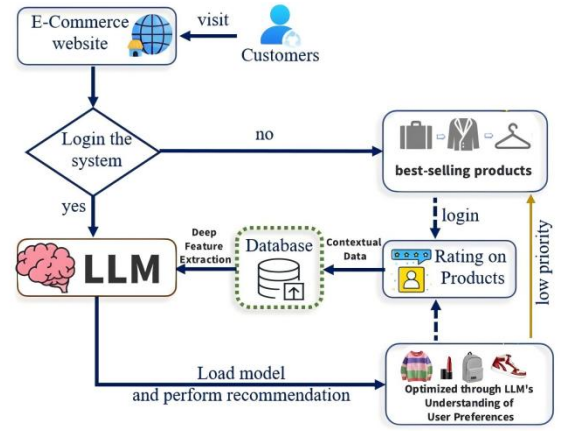 E-Commerce
website
visit
Customers
Login the
system
no
yes
best-selling products
login
low priority
LLM
Deep
Feature
Extraction
Database
Contextual
Data
Rating on
Products
Load model
and perform recommendation
Optimized through LLM's
Understanding of
User Preferences